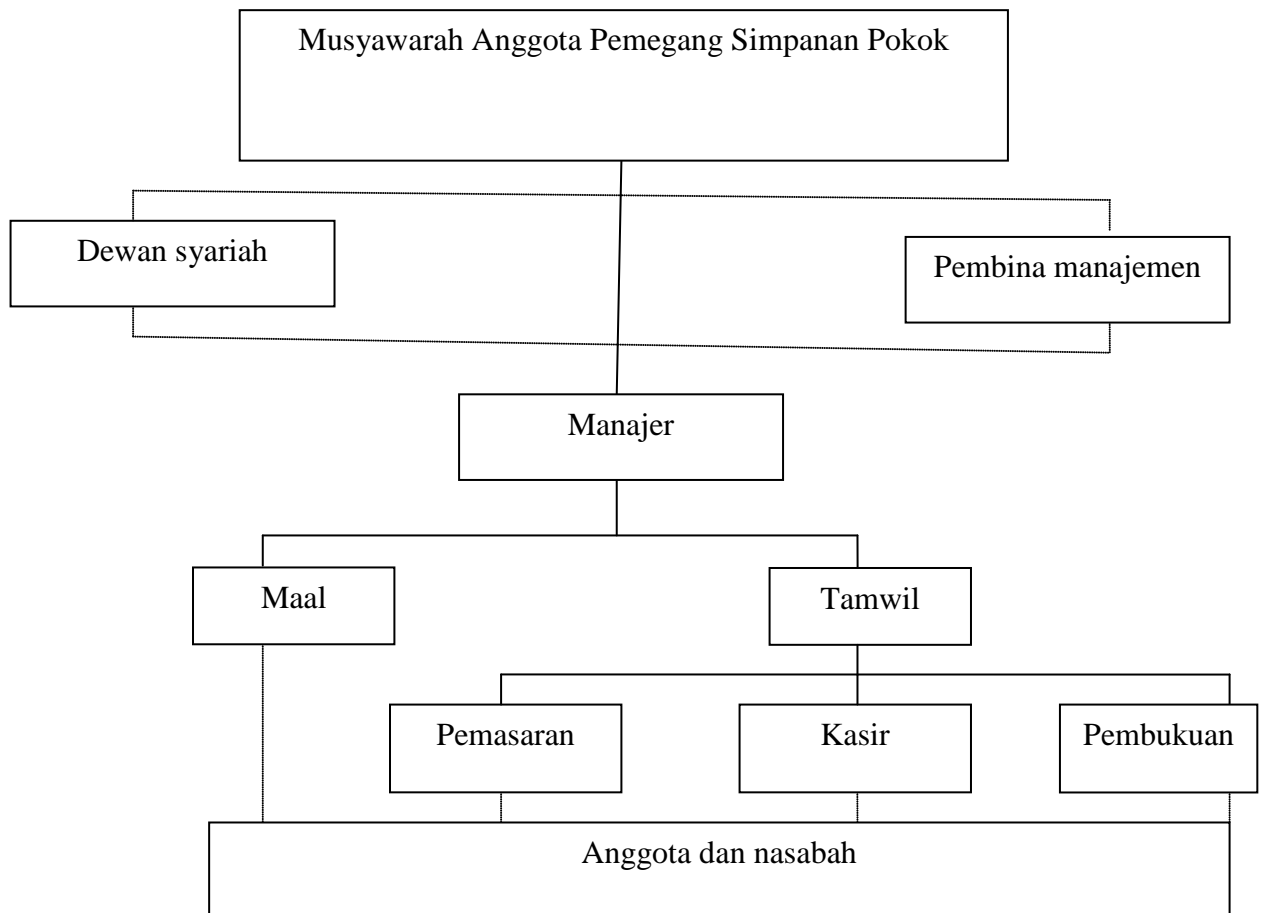 Musyawarah Anggota Pemegang Simpanan Pokok
Dewan syariah
Pembina manajemen
Manajer
Maal
Tamwil
Pemasaran
Kasir
Pembukuan
Anggota dan nasabah